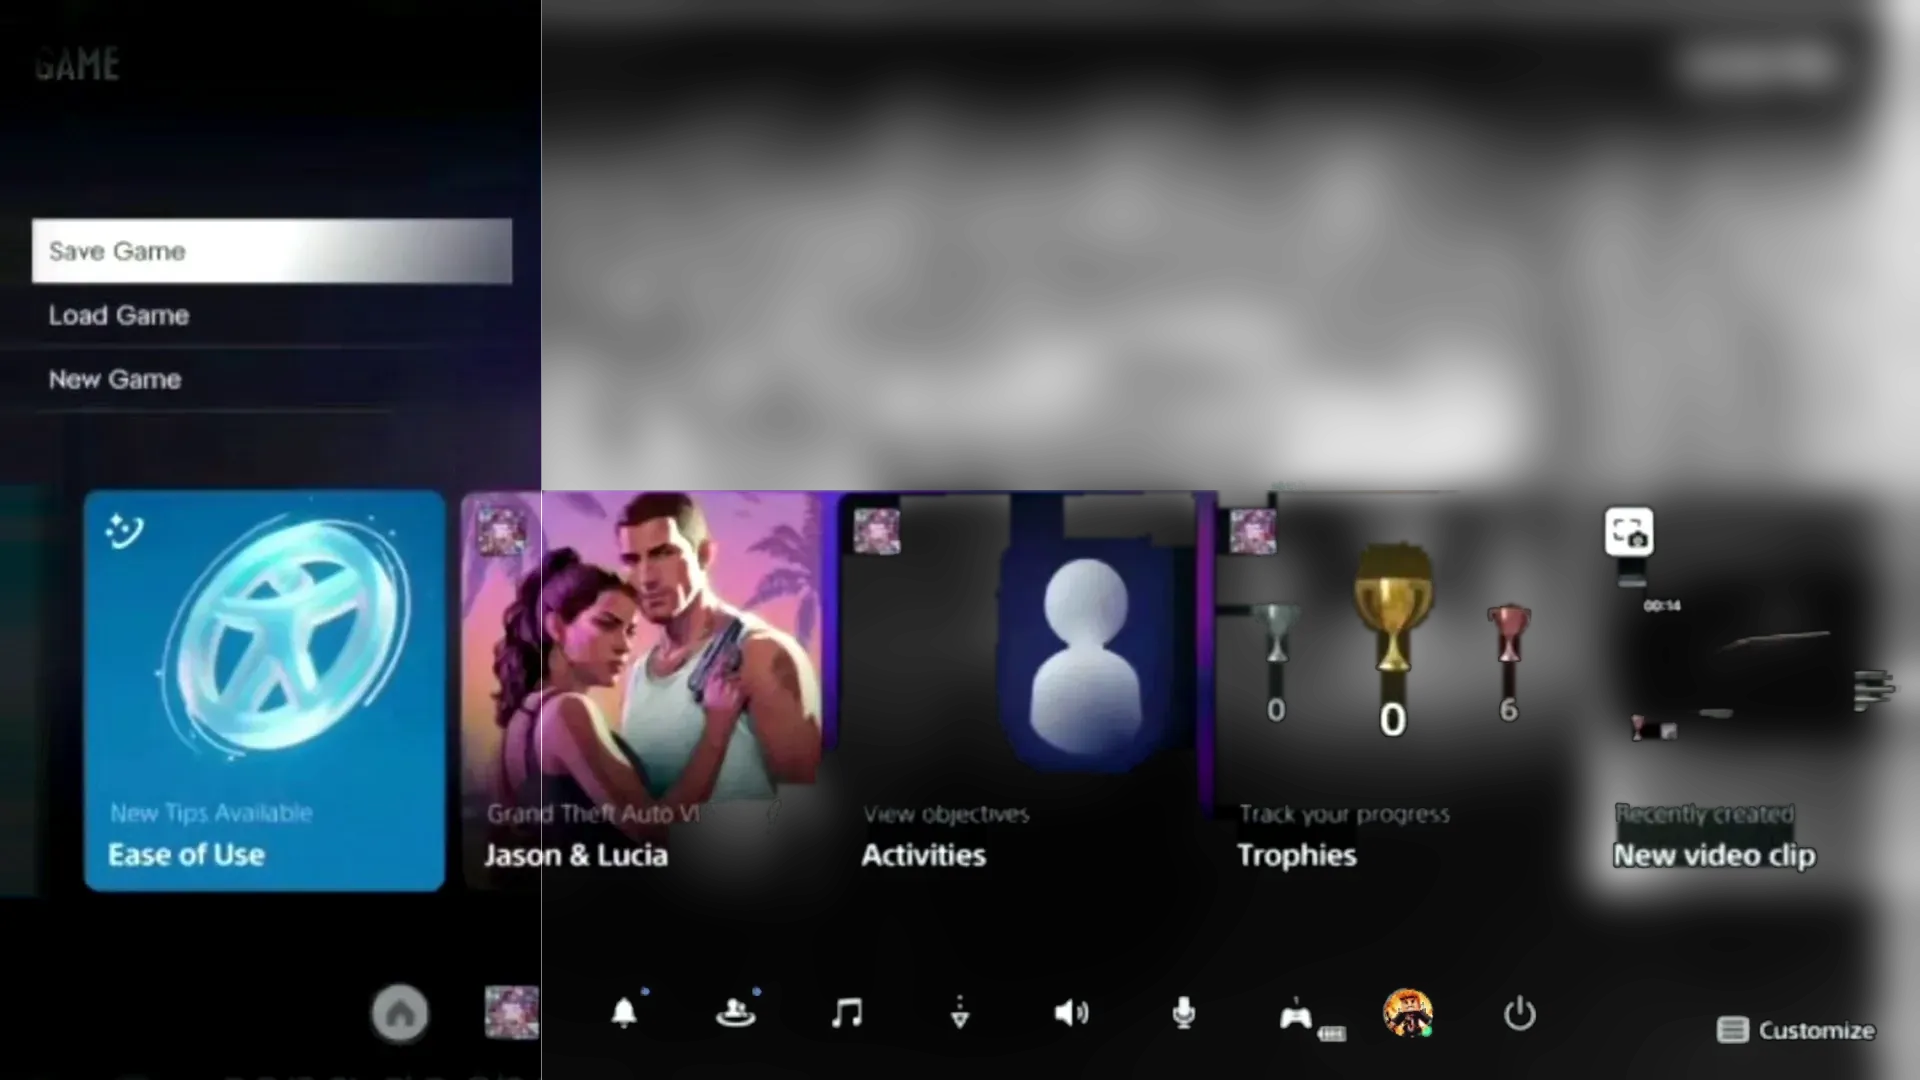 GAME
Save Game
Load Game
New Game
00:14
0
0
6
New Tips Available
Ease of Use
Grand Theft Auto VI
Jason & Lucia
View objectives
Activities
Track your progress
Trophies
Recently created
New video clip
Customize